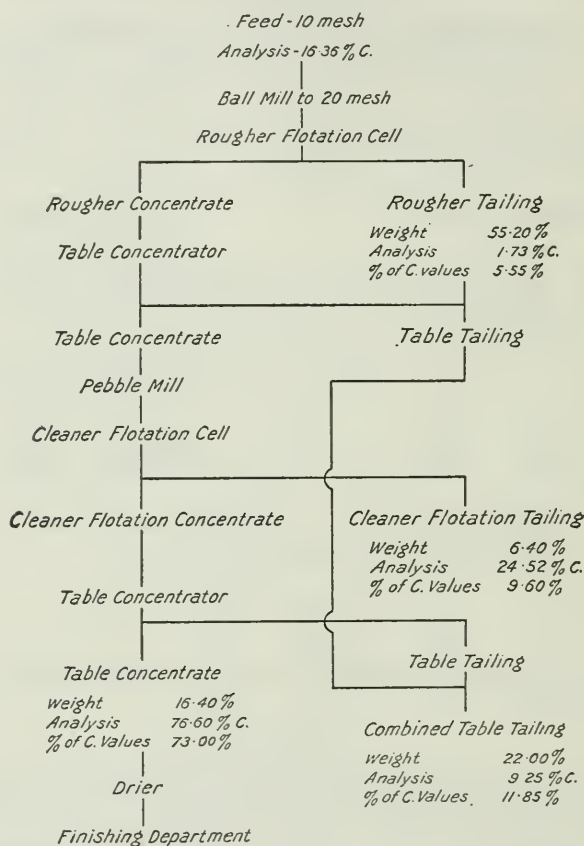 Feed - 10 mesh
Analysis - 16·36% C.
Ball Mill to 20 mesh
Rougher Flotation Cell
Rougher Concentrate
Table Concentrator
Rougher Tailing
Weight 55·20%
Analysis 1·73% C.
% of C. values 5·55%
Table Concentrate
Table Tailing
Pebble Mill
Cleaner Flotation Cell
Cleaner Flotation Concentrate
Cleaner Flotation Tailing
Weight 6·40%
Analysis 24·52% C.
% of C. Values 9·60%
Table Concentrator
Table Concentrate
Weight 16·40%
Analysis 76·60% C.
% of C. Values 73·00%
Table Tailing
Combined Table Tailing
Weight 22·00%
Analysis 9·25% C.
% of C. Values 11·85%
Drier
Finishing Department